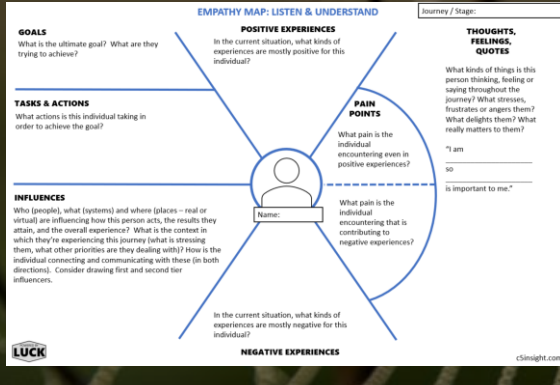 EMPATHY MAP: LISTEN & UNDERSTAND
Journey / Stage:
GOALS
What is the ultimate goal? What are they
trying to achieve?
POSITIVE EXPERIENCES
In the current situation, what kinds of
experiences are mostly positive for this
individual?
THOUGHTS,
FEELINGS,
QUOTES
What kinds of things is this
person thinking, feeling or
saying throughout the
journey? What stresses,
frustrates or angers them?
What delights them? What
really matters to them?
"I am
so
is important to me."
TASKS & ACTIONS
What actions is this individual taking in
order to achieve the goal?
PAIN
POINTS
What pain is the
individual
encountering even in
positive experiences?
INFLUENCES
Who (people), what (systems) and where (places – real or
virtual) are influencing how this person acts, the results they
attain, and the overall experience? What is the context in
which they're experiencing this journey (what is stressing
them, what other priorities are they dealing with)? How is the
individual connecting and communicating with these (in both
directions). Consider drawing first and second tier
influencers.
Name:
What pain is the
individual
encountering that is
contributing to
negative experiences?
In the current situation, what kinds of
experiences are mostly negative for this
individual?
NEGATIVE EXPERIENCES
LUCK
c5insight.com